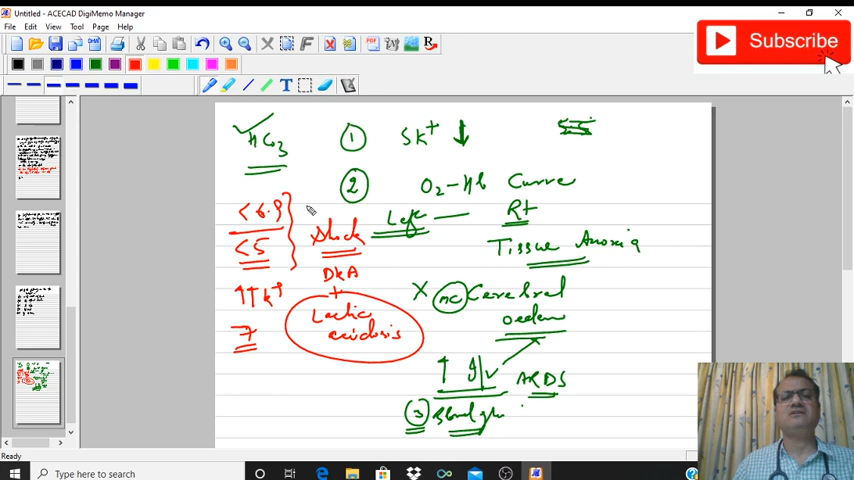 Untitled - ACECAD DigiMemo Manager
File Edit View Tool Page Help
Subscribe
HCO3
① SK+ ↓
② O2-Hb Curve
<6.9
Left — Rt
<5
Shock
Tissue Anoxia
DKA
↑↑K+
+
X MC Cerebral
Lactic
oedem
acidosis
7
↑ g/v
ARDS
③
Ready
Type here to search